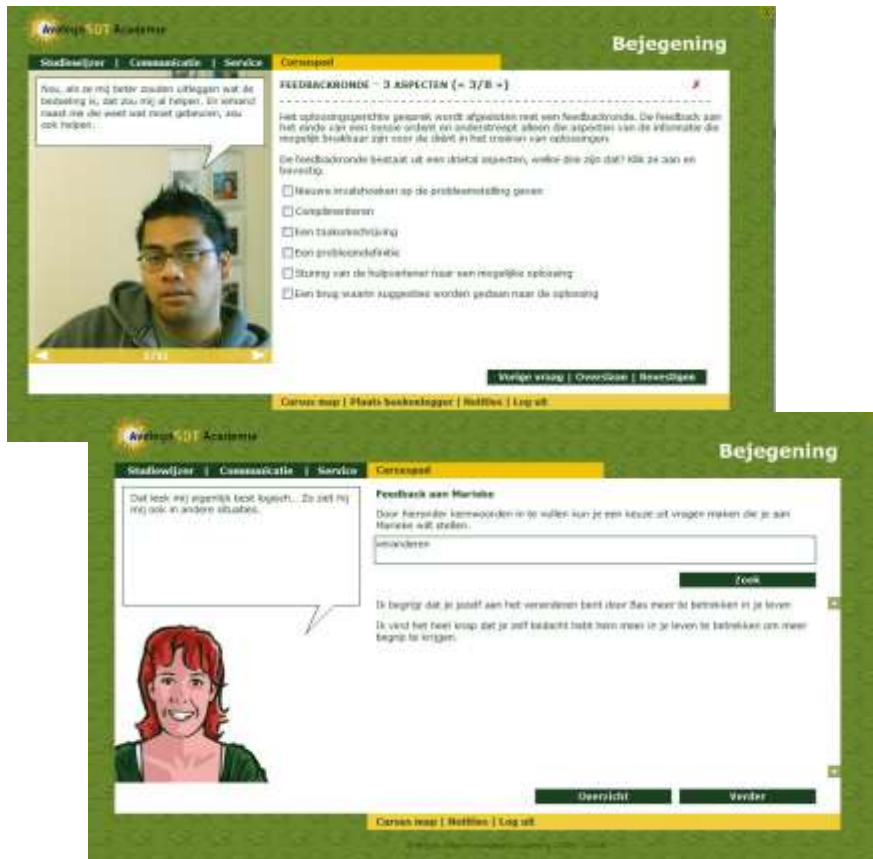 Academie
Bejegening
Studiewijzer | Communicatie | Service
Cursuspad
Nou, als ze mij beter zouden uitleggen wat de
bedoeling is, dat zou mij al helpen. En iemand
naast me die weet wat moet gebeuren, zou
ook helpen.
FEEDBACKRONDE - 3 ASPECTEN (= 3/8 =)
Het oplossingsgerichte gesprek wordt afgesloten met een feedbackronde. De feedback aan
het einde van een sessie ordent en onderstreept alleen die aspecten van de informatie die
mogelijk bruikbaar zijn voor de cliënt in het creëren van oplossingen.
De feedbackronde bestaat uit een drietal aspecten, welke drie zijn dat? Klik ze aan en
bevestig.
Nieuwe invalshoeken op de probleemstelling geven
Complimenteren
Een taakomschrijving
Een probleemdefinitie
Sturing van de hulpverlener naar een mogelijke oplossing
Een brug waarin suggesties worden gedaan naar de oplossing
Vorige vraag | Overslaan | Bevestigen
Cursus map | Plaats boekenlegger | Notities | Log uit
Academie
Bejegening
Studiewijzer | Communicatie | Service
Cursuspad
Dat leek mij eigenlijk best logisch... Zo ziet hij
mij ook in andere situaties.
Feedback aan Marieke
Door hieronder kernwoorden in te vullen kun je een keuze uit vragen maken die je aan
Marieke wilt stellen.
veranderen
Zoek
Ik begrijp dat je jezelf aan het veranderen bent door Bas meer te betrekken in je leven
Ik vind het heel knap dat je zelf bedacht hebt hem meer in je leven te betrekken om meer
begrip te krijgen.
Overzicht
Verder
Cursus map | Notities | Log uit